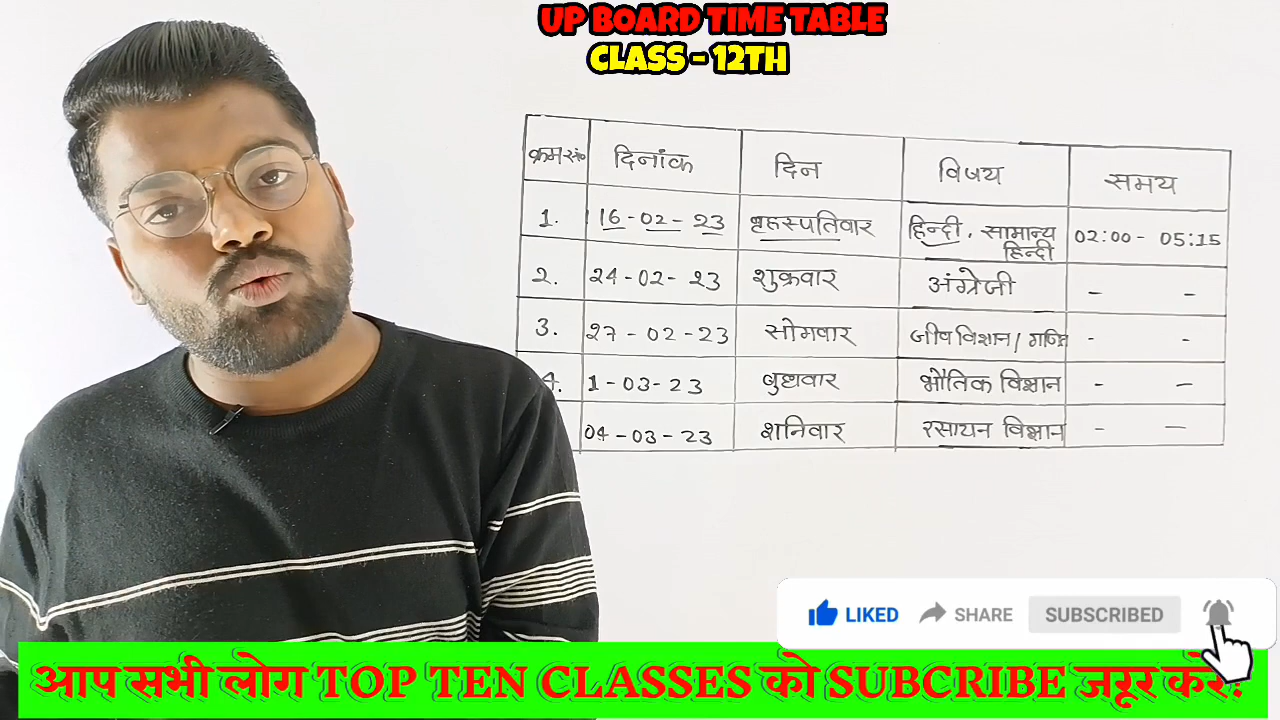 UP BOARD TIME TABLE
CLASS - 12TH
क्रम सं० दिनांक दिन विषय समय
1. 16-02-23 बृहस्पतिवार हिन्दी, सामान्य हिन्दी 02:00 - 05:15
2. 24-02-23 शुक्रवार अंग्रेजी - -
3. 27-02-23 सोमवार जीव विज्ञान / गणित - -
4. 1-03-23 बुधवार भौतिक विज्ञान - -
04-03-23 शनिवार रसायन विज्ञान - -
LIKED SHARE SUBSCRIBED
आप सभी लोग TOP TEN CLASSES को SUBCRIBE जरूर करें!